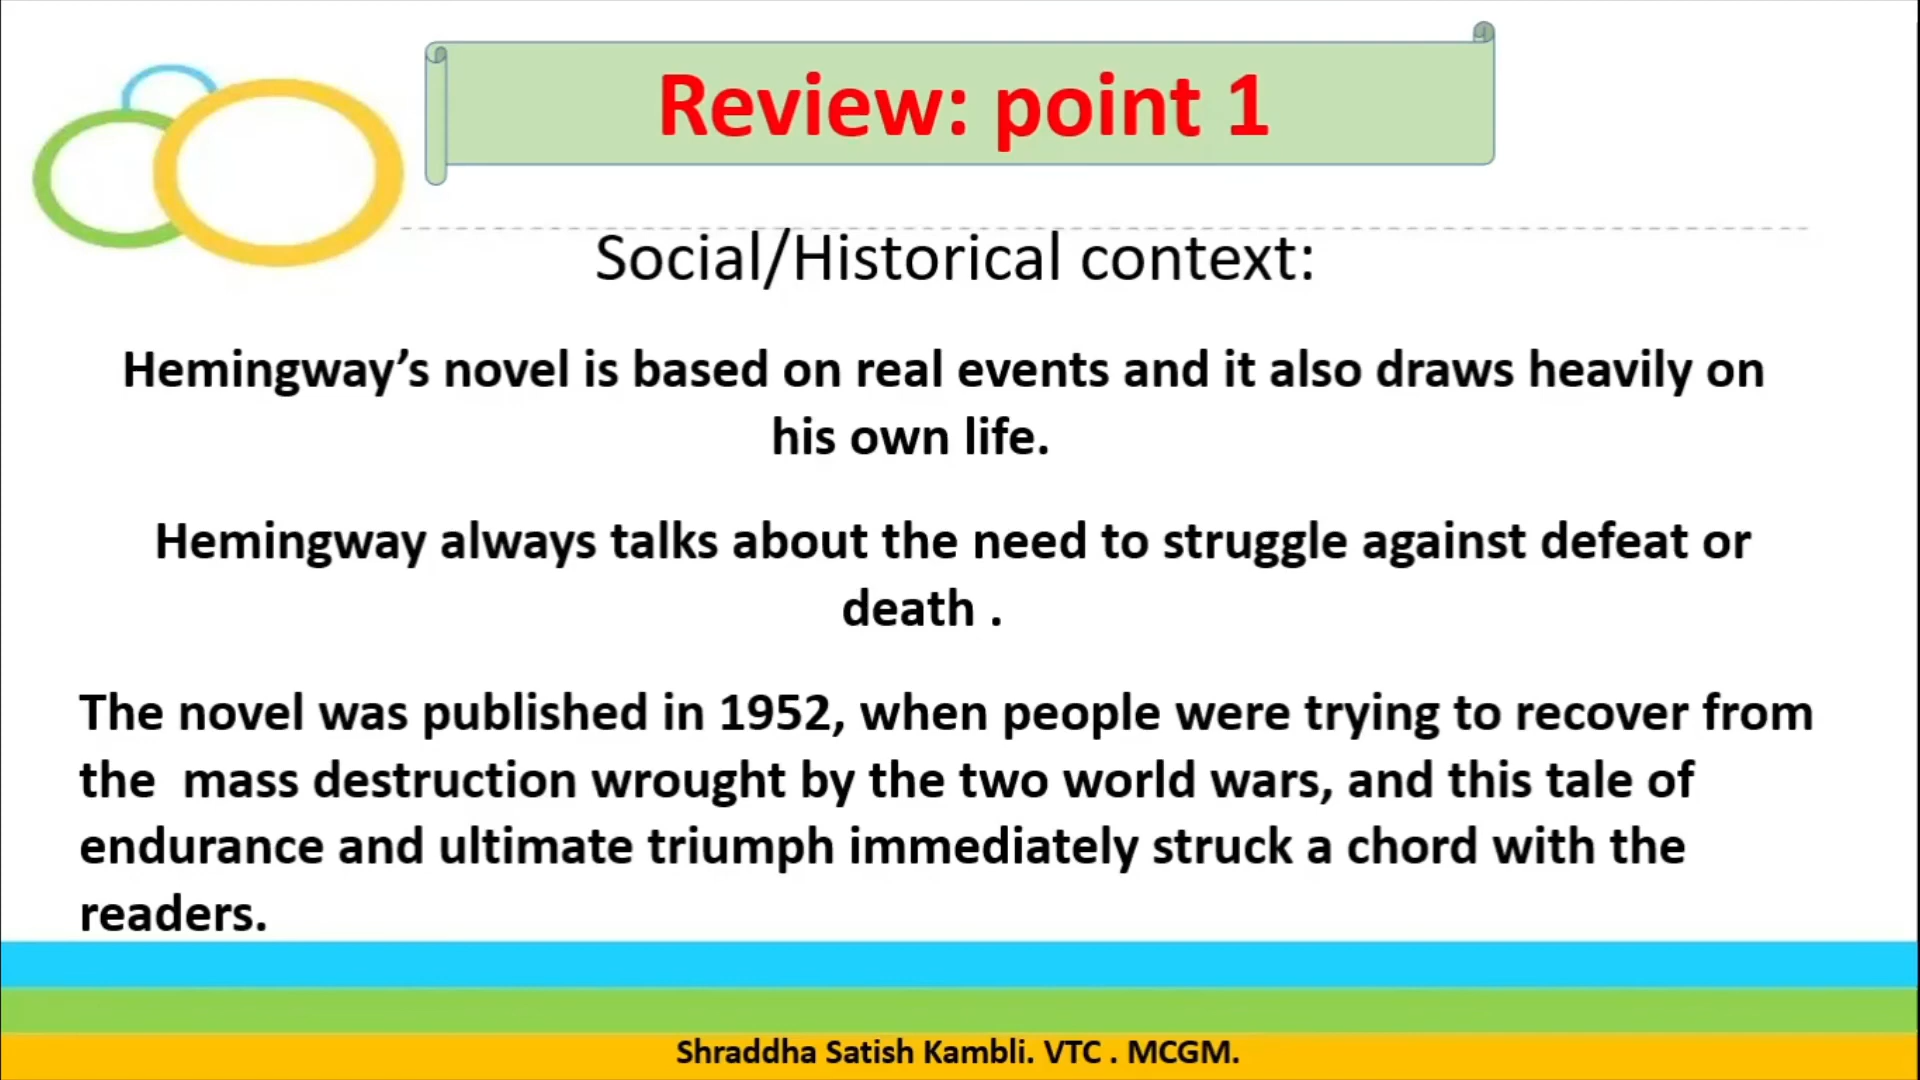 Review: point 1
Social/Historical context:
Hemingway’s novel is based on real events and it also draws heavily on
his own life.
Hemingway always talks about the need to struggle against defeat or
death .
The novel was published in 1952, when people were trying to recover from
the  mass destruction wrought by the two world wars, and this tale of
endurance and ultimate triumph immediately struck a chord with the
readers.
Shraddha Satish Kambli. VTC . MCGM.